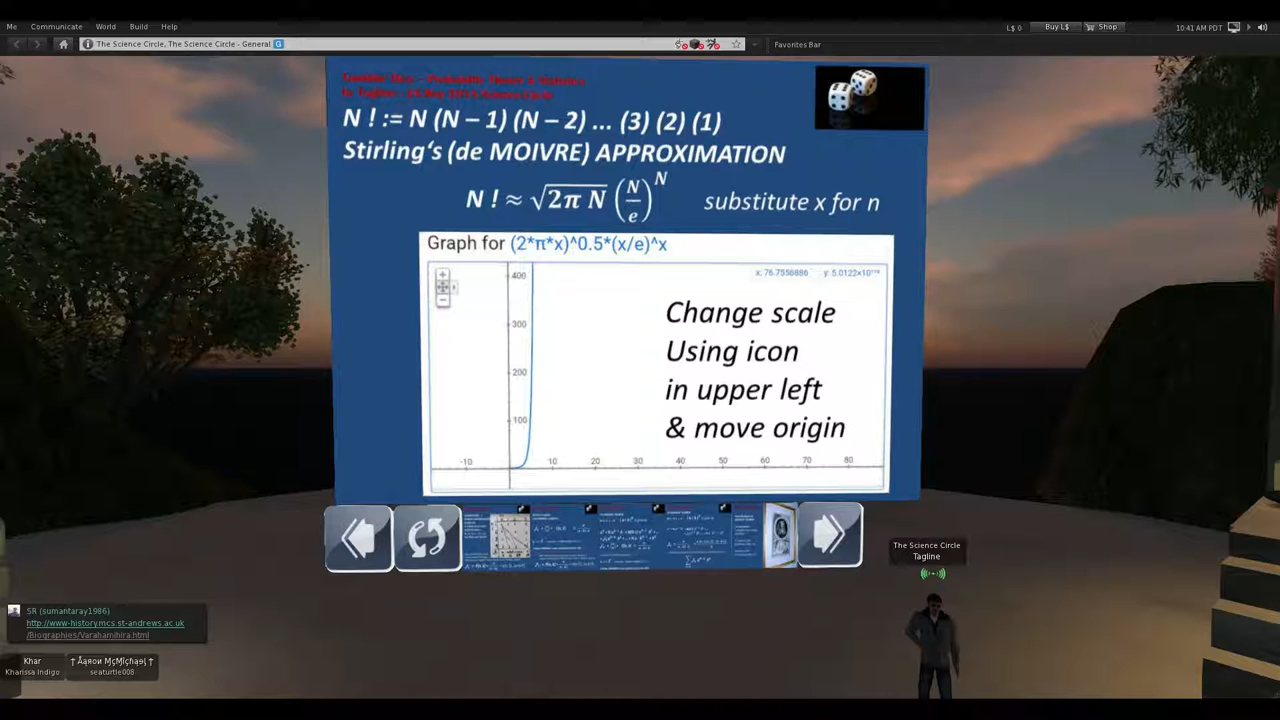 Me Communicate World Build Help
L$ 0 Buy L$ Shop 10:41 AM PDT
The Science Circle, The Science Circle - General G
Favorites Bar
N ! := N (N – 1) (N – 2) ... (3) (2) (1)
Stirling's (de MOIVRE) APPROXIMATION
N ! ≈ √2π N (N/e)^N substitute x for n
Graph for (2*π*x)^0.5*(x/e)^x
x: 76.7556886
400
300
200
100
-10 10 20 30 40 50 60 70 80
Change scale
Using icon
in upper left
& move origin
The Science Circle
Tagline
SR (sumantaray1986)
http://www-history.mcs.st-andrews.ac.uk
/Biographies/Varahamihira.html
Khar
Kharissa Indigo
seaturtle008